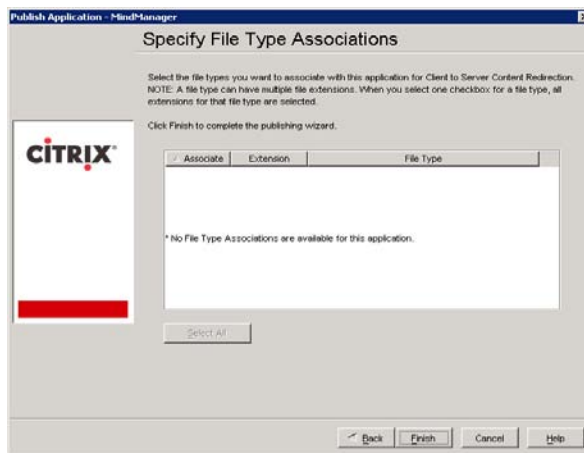 Publish Application - MindManager
Specify File Type Associations
Select the file types you want to associate with this application for Client to Server Content Redirection.
NOTE: A file type can have multiple file extensions. When you select one checkbox for a file type, all
extensions for that file type are selected.
Click Finish to complete the publishing wizard.
CITRIX
Associate Extension File Type
* No File Type Associations are available for this application.
Select All
Back Finish Cancel Help